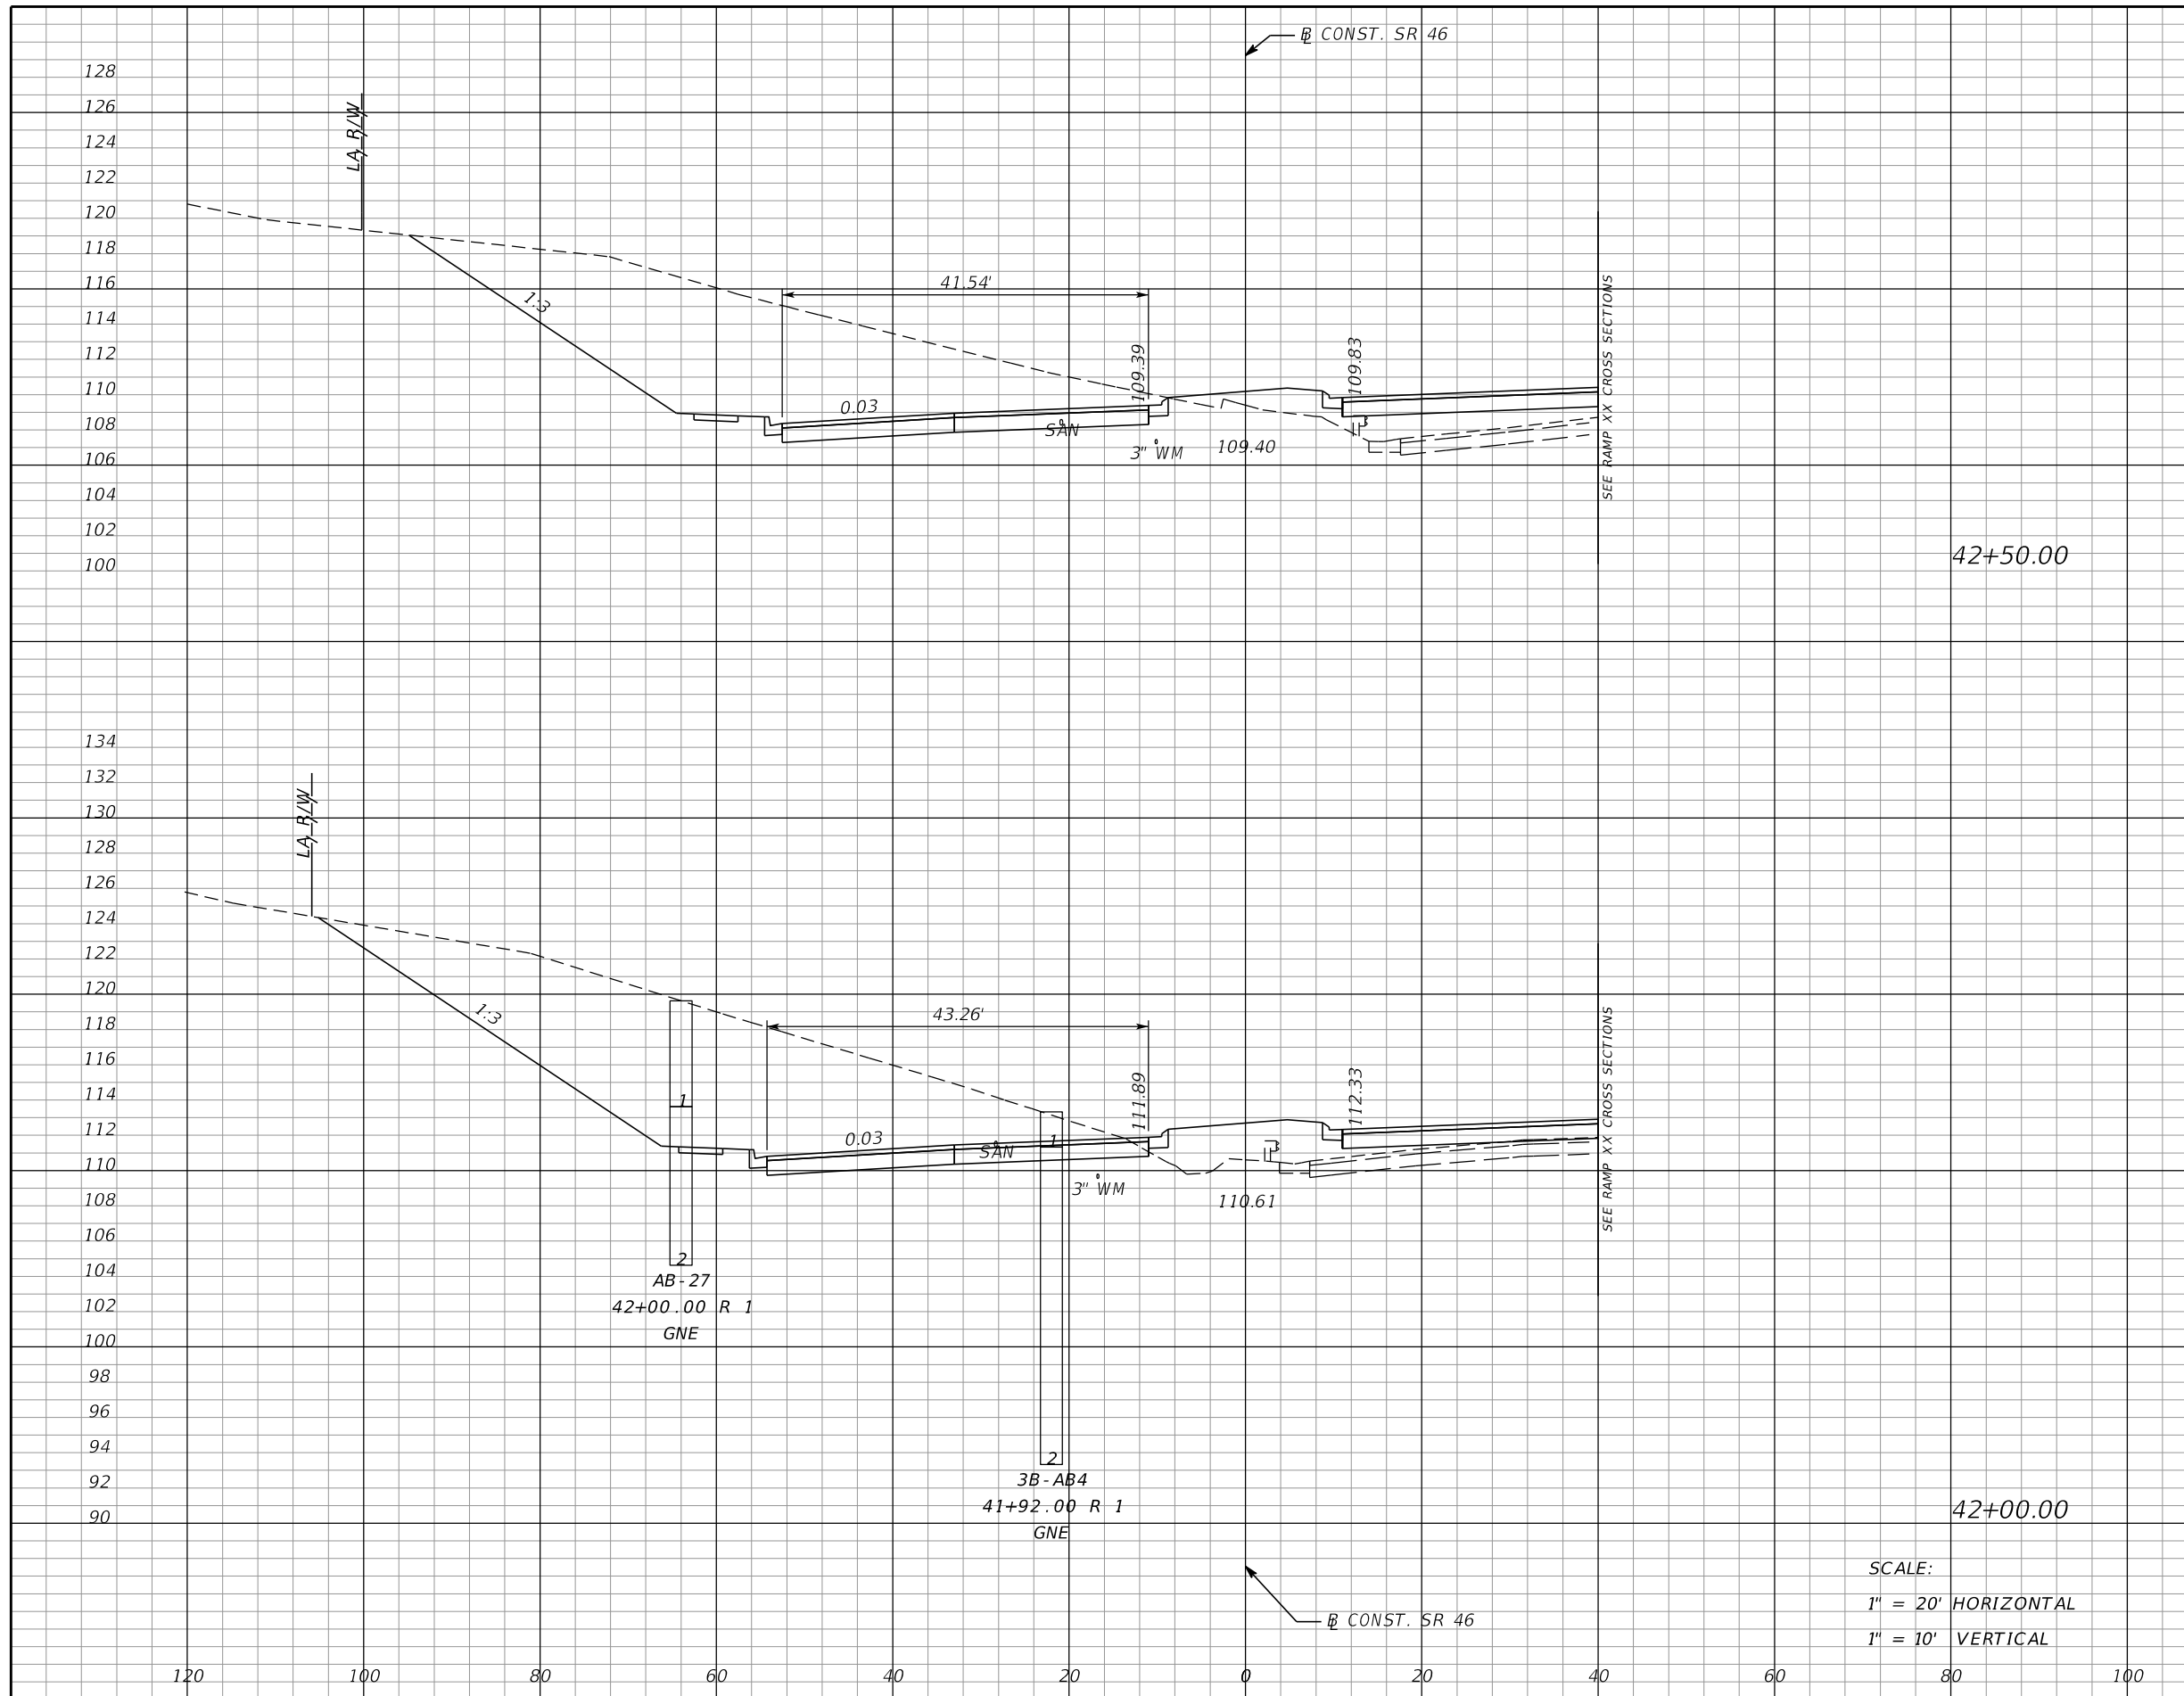 BL CONST. SR 46
128
126
124
122
120
118
116
114
112
110
108
106
104
102
100
LA R/W
1:3
41.54'
0.03
109.39
SAN
3" WM
109.40
109.83
SEE RAMP XX CROSS SECTIONS
42+50.00
134
132
130
128
126
124
122
120
118
116
114
112
110
108
106
104
102
100
98
96
94
92
90
LA R/W
1:3
43.26'
0.03
111.89
SAN
3" WM
110.61
112.33
SEE RAMP XX CROSS SECTIONS
1
2
AB-27
42+00.00 R 1
GNE
1
2
3B-AB4
41+92.00 R 1
GNE
42+00.00
BL CONST. SR 46
SCALE:
1" = 20' HORIZONTAL
1" = 10' VERTICAL
120 100 80 60 40 20 0 20 40 60 80 100